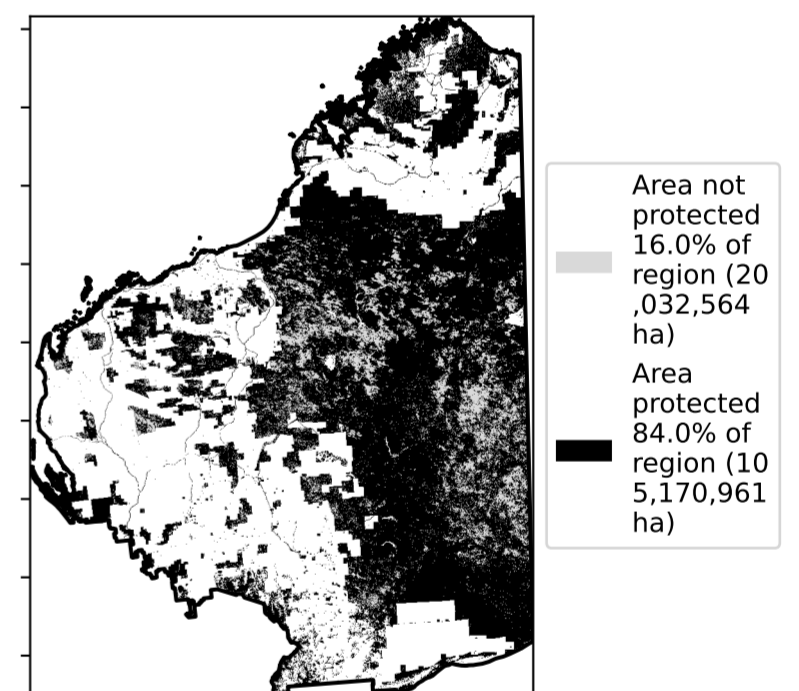 Area not
protected
16.0% of
region (20
,032,564
ha)
Area
protected
84.0% of
region (10
5,170,961
ha)